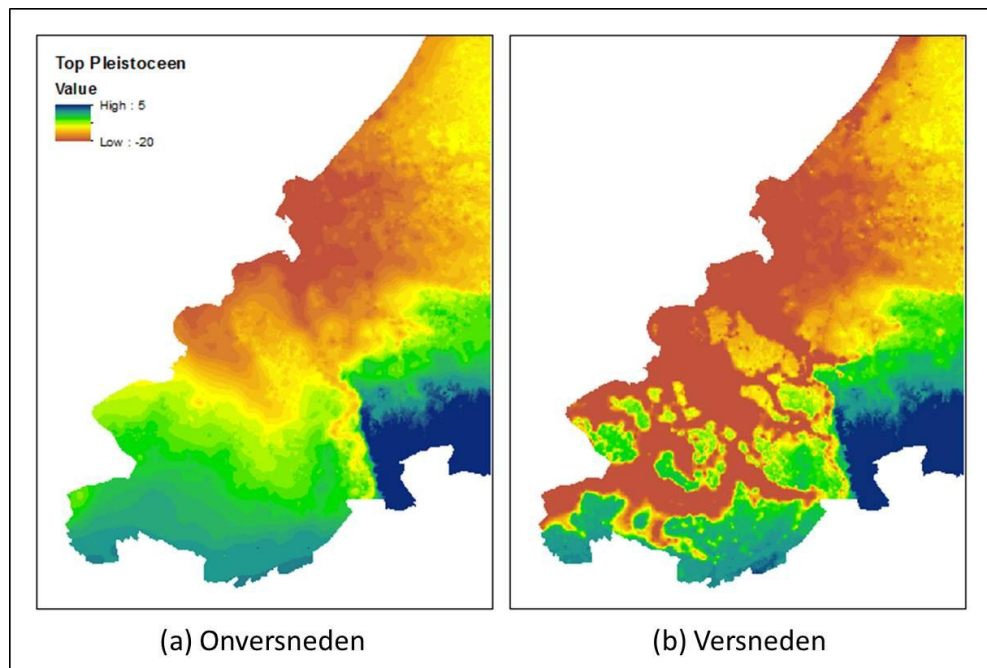 Top Pleistoceen
Value
High : 5
Low : -20
(a) Onversneden
(b) Versneden